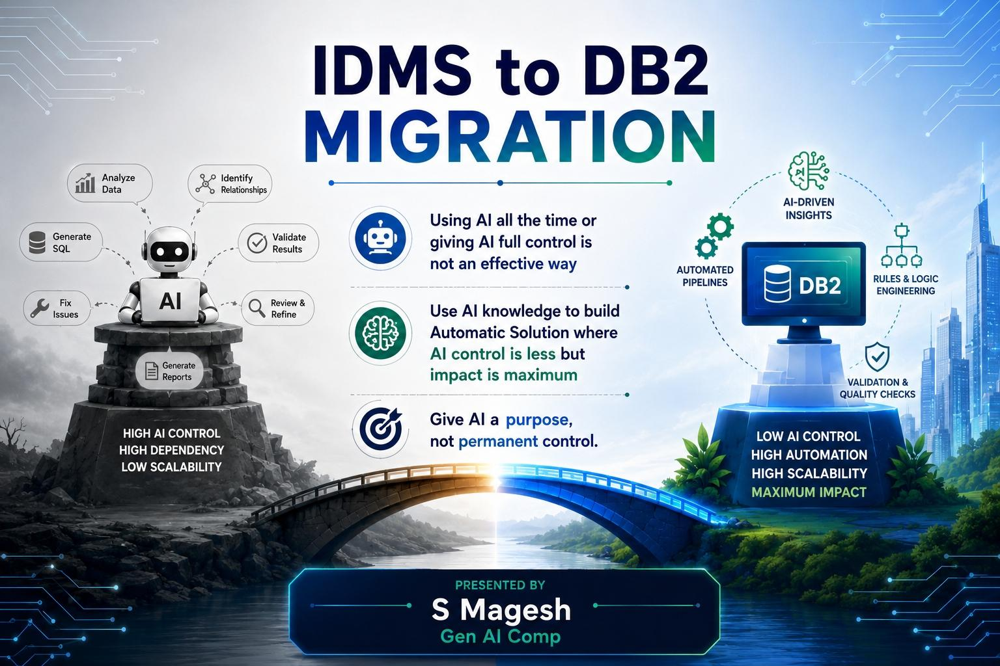 IDMS to DB2
MIGRATION
Analyze
Data
Identify
Relationships
Generate
SQL
Validate
Results
AI
Fix
Issues
Review &
Refine
Generate
Reports
HIGH AI CONTROL
HIGH DEPENDENCY
LOW SCALABILITY
Using AI all the time or
giving AI full control is
not an effective way
Use AI knowledge to build
Automatic Solution where
AI control is less but
impact is maximum
Give AI a purpose,
not permanent control.
AI-DRIVEN
INSIGHTS
AUTOMATED
PIPELINES
RULES & LOGIC
ENGINEERING
DB2
VALIDATION &
QUALITY CHECKS
LOW AI CONTROL
HIGH AUTOMATION
HIGH SCALABILITY
MAXIMUM IMPACT
PRESENTED BY
S Magesh
Gen AI Comp